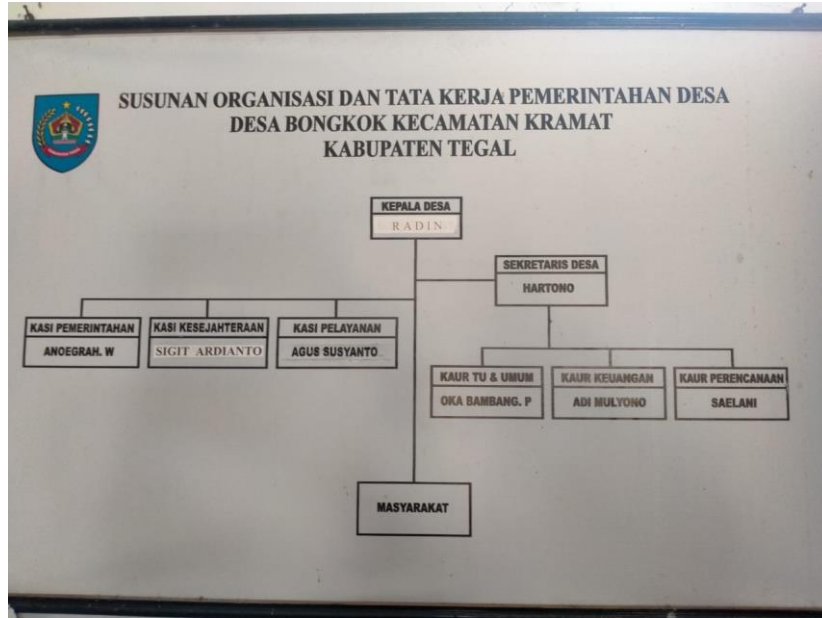 SUSUNAN ORGANISASI DAN TATA KERJA PEMERINTAHAN DESA
DESA BONGKOK KECAMATAN KRAMAT
KABUPATEN TEGAL
KEPALA DESA
RADIN
SEKRETARIS DESA
HARTONO
KASI PEMERINTAHAN
ANOEGRAH. W
KASI KESEJAHTERAAN
SIGIT ARDIANTO
KASI PELAYANAN
AGUS SUSYANTO
KAUR TU & UMUM
OKA BAMBANG. P
KAUR KEUANGAN
ADI MULYONO
KAUR PERENCANAAN
SAELANI
MASYARAKAT